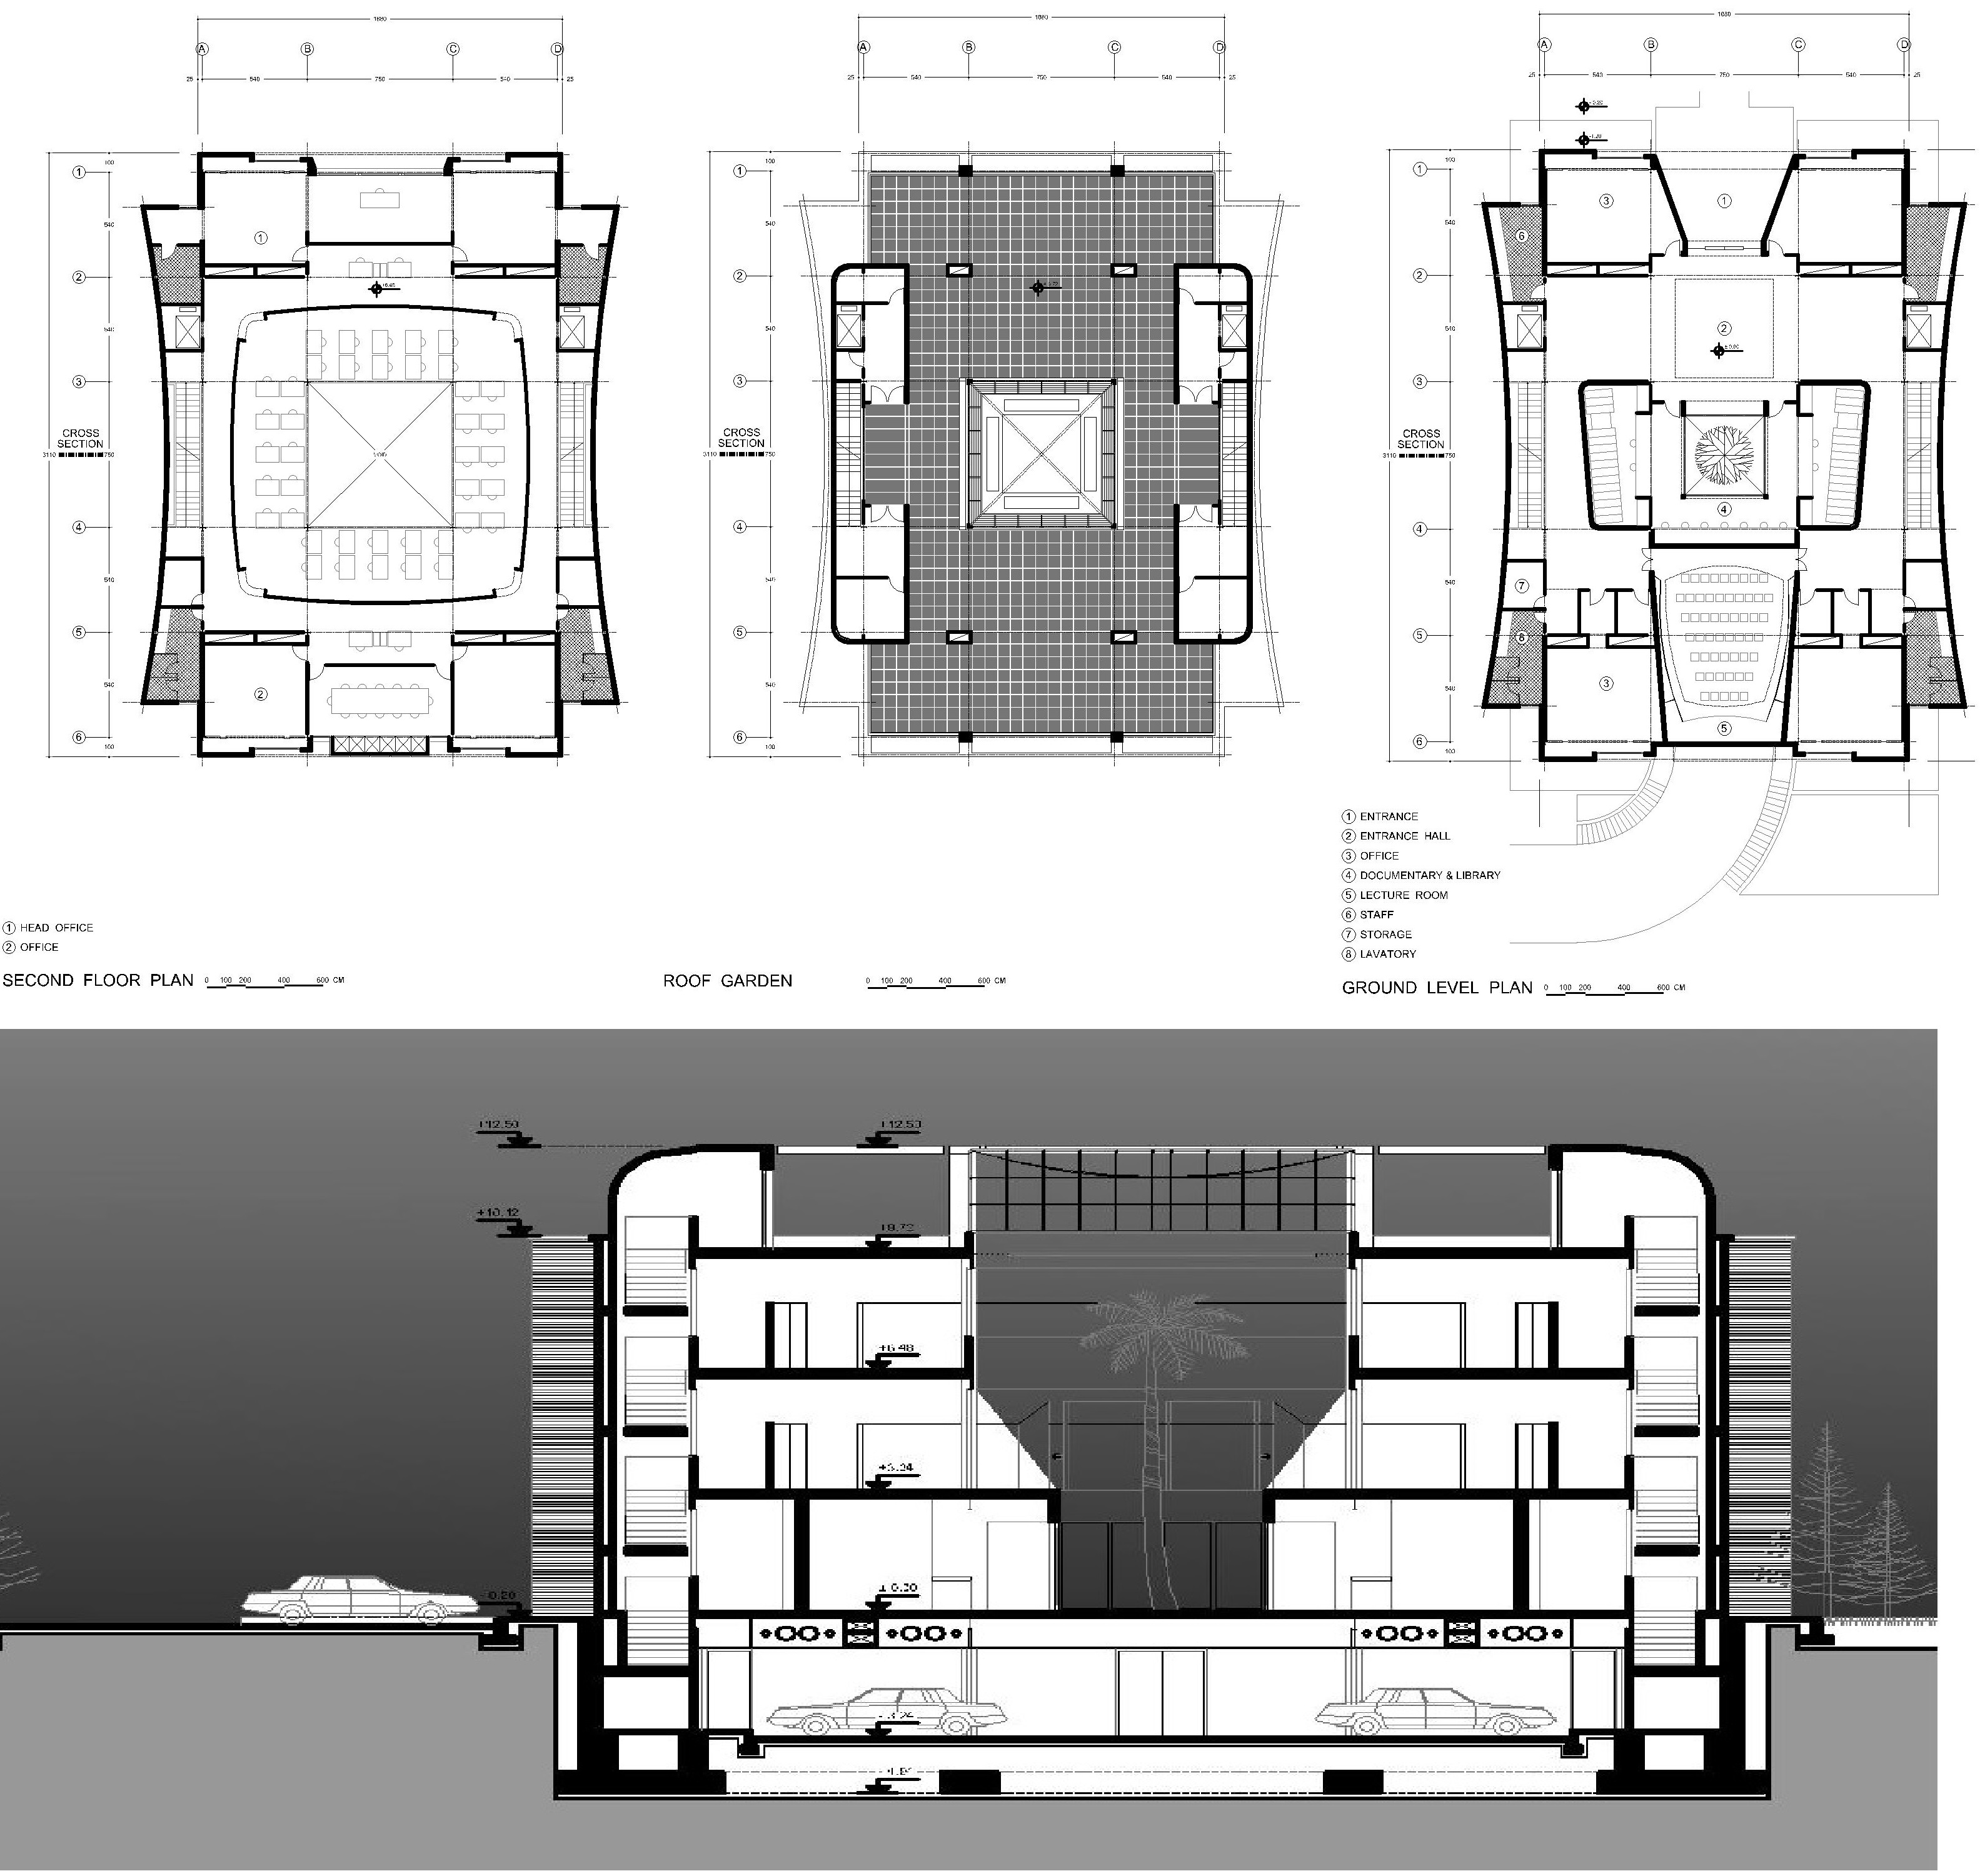 1880
1880
1880
A B C D
A B C D
A B C D
25 540 750 540 25
25 540 750 540 25
25 540 750 540 25
100
100
100
1
1
1
1
1
3
540
540
540
6
2
2
2
2
540
540
540
3
3
3
CROSS
SECTION
3110 750
CROSS
SECTION
3110 750
CROSS
SECTION
3110 750
4
4
4
4
540
540
540
7
5
5
5
8
2
3
540
540
540
5
6
6
6
100
100
100
1 ENTRANCE
2 ENTRANCE HALL
3 OFFICE
4 DOCUMENTARY & LIBRARY
5 LECTURE ROOM
6 STAFF
7 STORAGE
8 LAVATORY
1 HEAD OFFICE
2 OFFICE
SECOND FLOOR PLAN 0 100 200 400 600 CM
ROOF GARDEN 0 100 200 400 600 CM
GROUND LEVEL PLAN 0 100 200 400 600 CM
+12.50
+12.50
+10.12
+9.72
+6.48
+3.24
±0.00
-0.20
-3.24